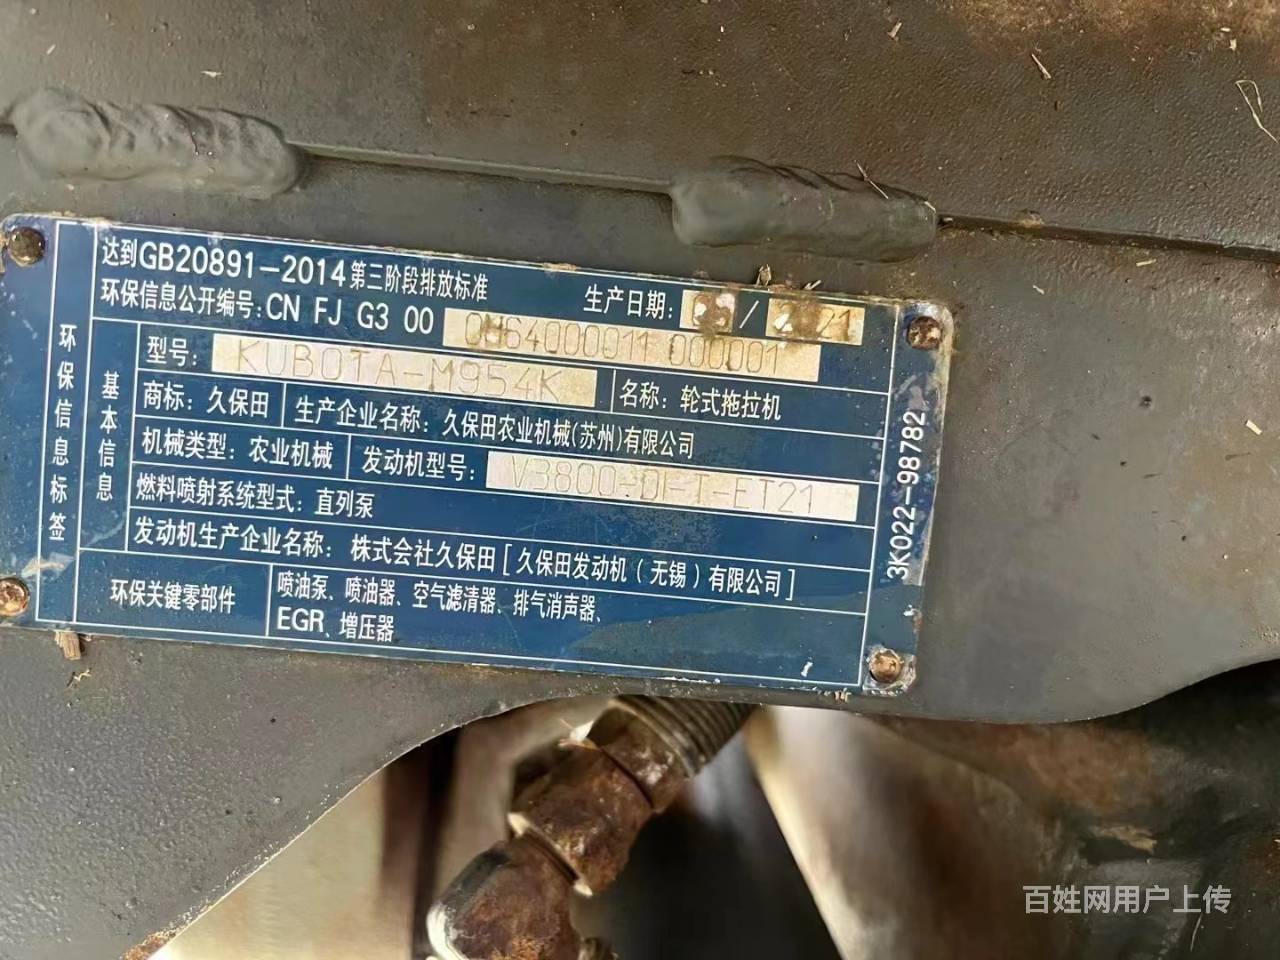 达到GB20891-2014第三阶段排放标准
生产日期: / 21
环保信息公开编号:CN FJ G3 00 0M64000011 000001
环保信息标签
基本信息
型号: KUBOTA-M954K 名称: 轮式拖拉机
商标: 久保田 生产企业名称: 久保田农业机械(苏州)有限公司
机械类型: 农业机械 发动机型号: V3800-DI-T-ET21
燃料喷射系统型式: 直列泵
发动机生产企业名称: 株式会社久保田[久保田发动机(无锡)有限公司]
环保关键零部件 喷油泵、喷油器、空气滤清器、排气消声器、
EGR、增压器
3K022-98782
百姓网用户上传